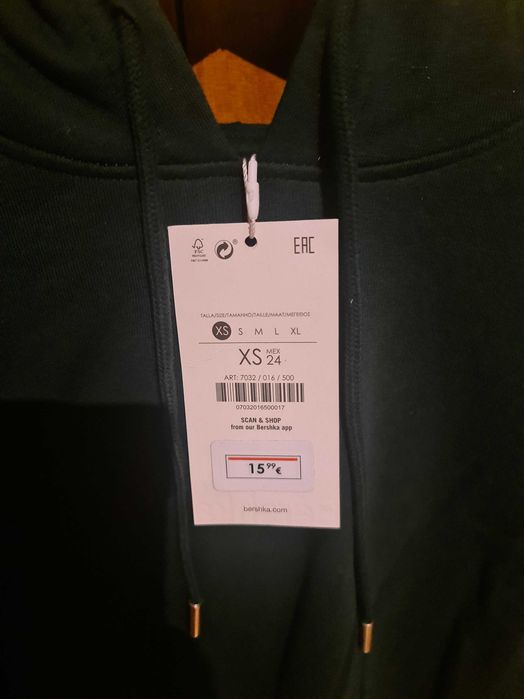 FSC
EAC
TALLA/SIZE/TAMANHO/TAILLE/MAAT/ΜΕΓΕΘΟΣ
XS S M L XL
XS MEX 24
ART: 7032 / 016 / 500
07032016500017
SCAN & SHOP
from our Bershka app
15,99 €
bershka.com